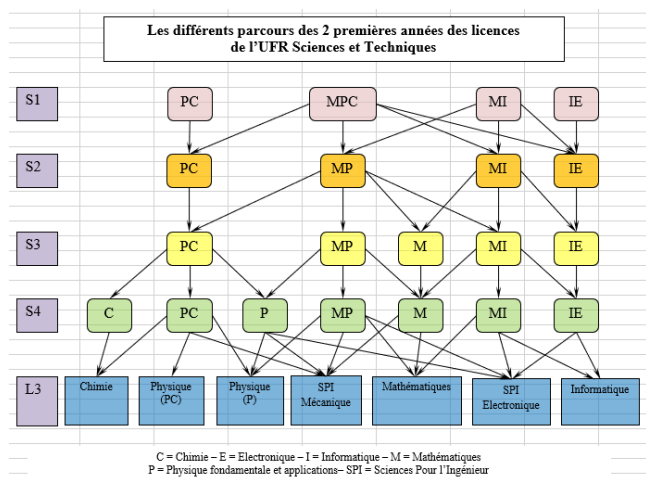 Les différents parcours des 2 premières années des licences
de l'UFR Sciences et Techniques
S1 PC MPC MI IE
S2 PC MP MI IE
S3 PC MP M MI IE
S4 C PC P MP M MI IE
L3 Chimie Physique (PC) Physique (P) SPI Mécanique Mathématiques SPI Electronique Informatique
C = Chimie – E = Electronique – I = Informatique – M = Mathématiques
P = Physique fondamentale et applications– SPI = Sciences Pour l'Ingénieur